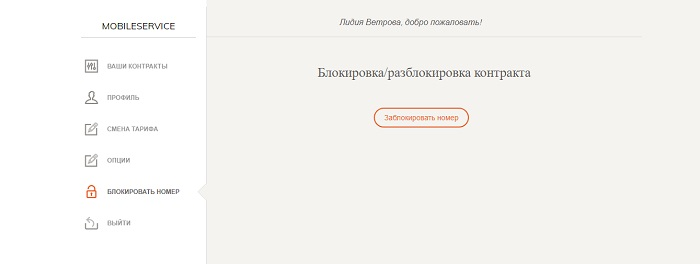 MOBILESERVICE
ВАШИ КОНТРАКТЫ
ПРОФИЛЬ
СМЕНА ТАРИФА
ОПЦИИ
БЛОКИРОВАТЬ НОМЕР
ВЫЙТИ
Лидия Ветрова, добро пожаловать!
Блокировка/разблокировка контракта
Заблокировать номер